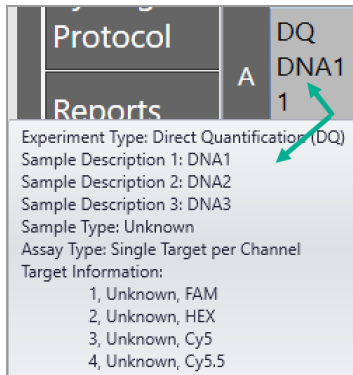 Protocol
Reports
A
DQ
DNA1
1
Experiment Type: Direct Quantification (DQ)
Sample Description 1: DNA1
Sample Description 2: DNA2
Sample Description 3: DNA3
Sample Type: Unknown
Assay Type: Single Target per Channel
Target Information:
1, Unknown, FAM
2, Unknown, HEX
3, Unknown, Cy5
4, Unknown, Cy5.5